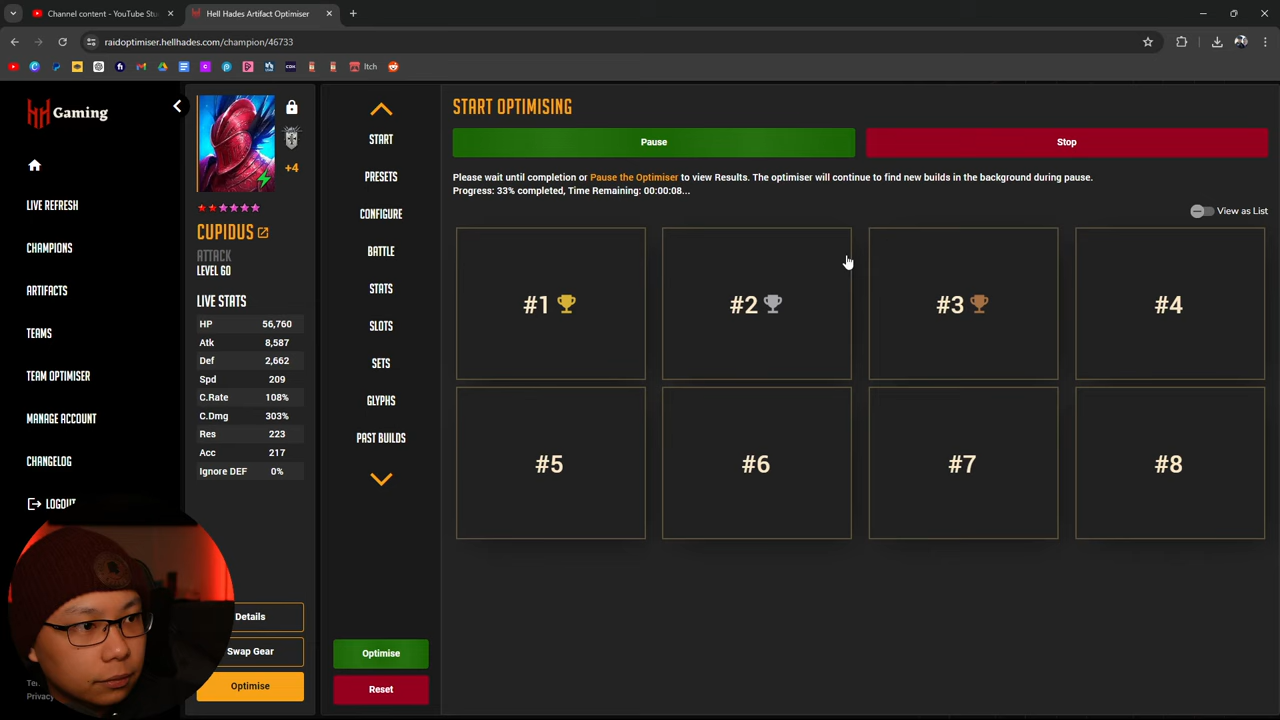 Channel content - YouTube Stu
Hell Hades Artifact Optimiser
raidoptimiser.hellhades.com/champion/46733
Itch
Gaming
LIVE REFRESH
CHAMPIONS
ARTIFACTS
TEAMS
TEAM OPTIMISER
MANAGE ACCOUNT
CHANGELOG
LOGOUT
Privacy
+4
CUPIDUS
ATTACK
LEVEL 60
LIVE STATS
HP 56,760
Atk 8,587
Def 2,662
Spd 209
C.Rate 108%
C.Dmg 303%
Res 223
Acc 217
Ignore DEF 0%
Details
Swap Gear
Optimise
START
PRESETS
CONFIGURE
BATTLE
STATS
SLOTS
SETS
GLYPHS
PAST BUILDS
Optimise
Reset
START OPTIMISING
Pause
Stop
Please wait until completion or Pause the Optimiser to view Results. The optimiser will continue to find new builds in the background during pause.
Progress: 33% completed, Time Remaining: 00:00:08...
View as List
#1
#2
#3
#4
#5
#6
#7
#8